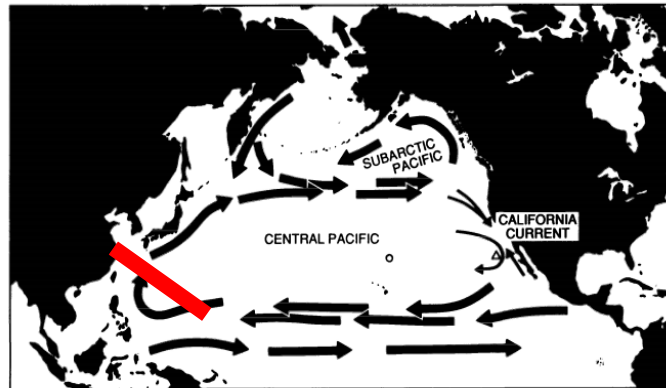 SUBARCTIC
PACIFIC
CALIFORNIA
CURRENT
CENTRAL PACIFIC